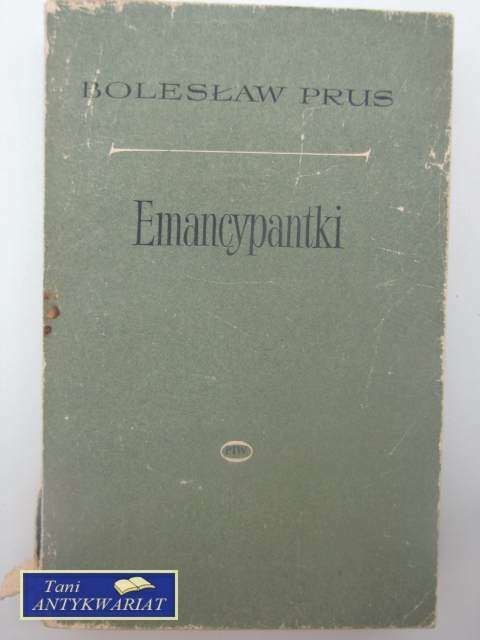 BOLESŁAW PRUS
Emancypantki
PIW
Tani
ANTYKWARIAT